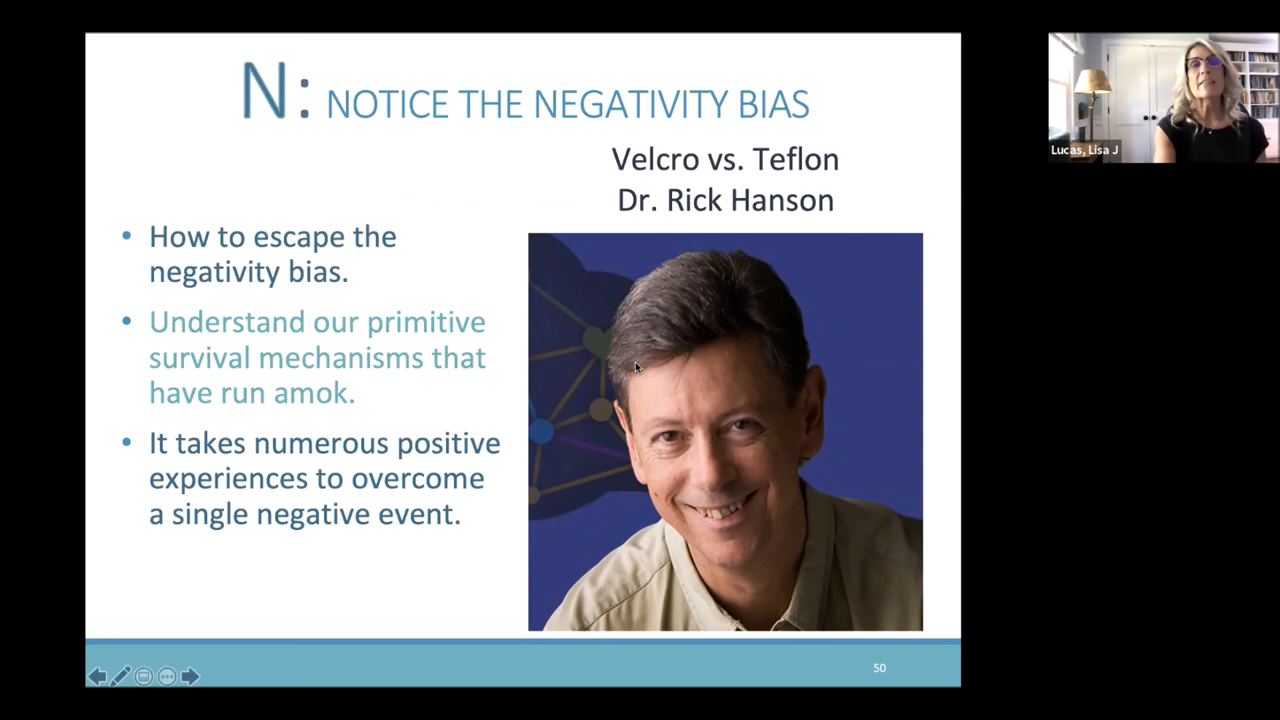 N: NOTICE THE NEGATIVITY BIAS
Velcro vs. Teflon
Dr. Rick Hanson
• How to escape the
negativity bias.
• Understand our primitive
survival mechanisms that
have run amok.
• It takes numerous positive
experiences to overcome
a single negative event.
50
Lucas, Lisa J